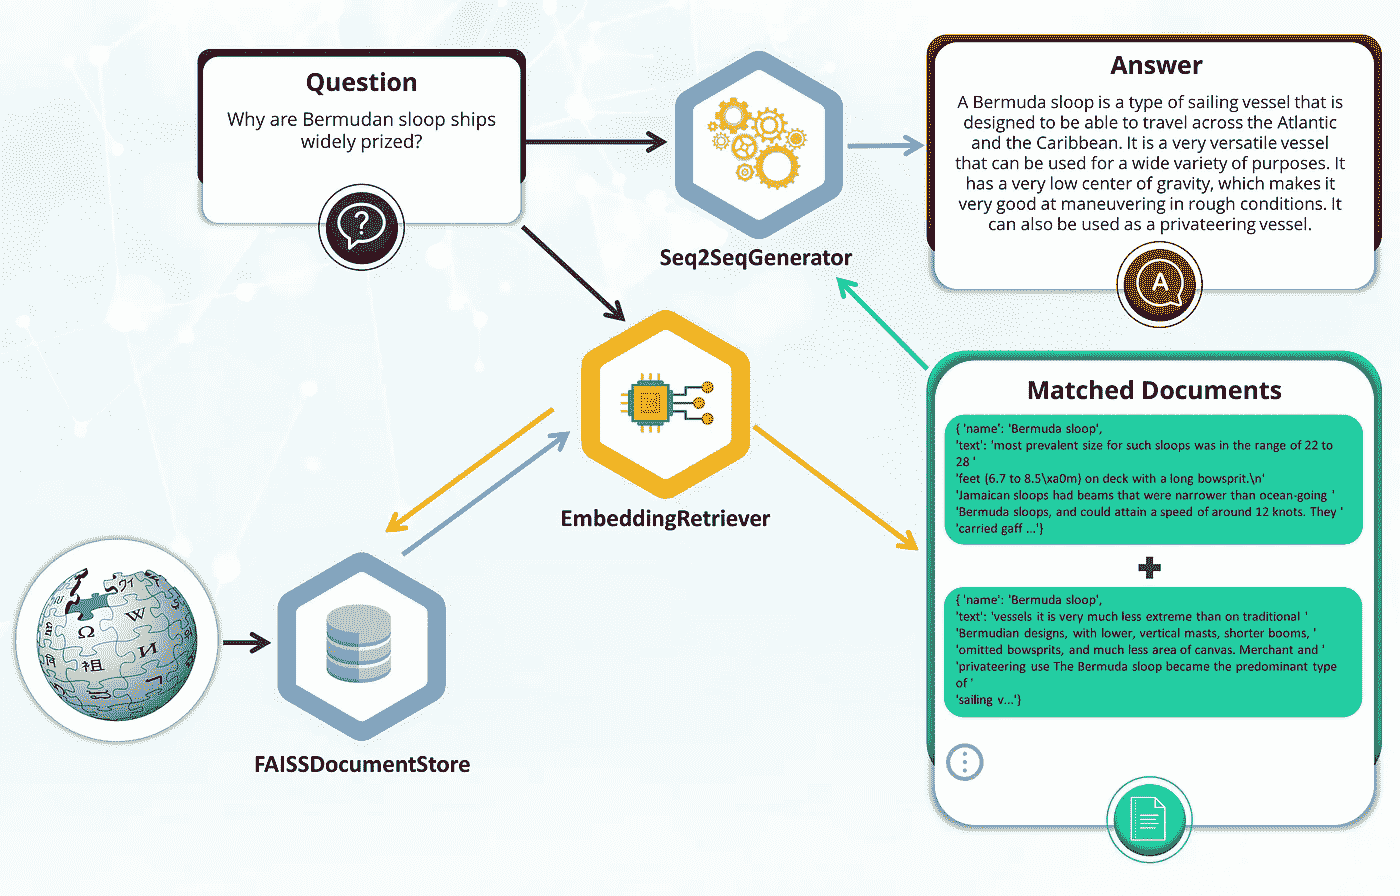 Question
Why are Bermudan sloop ships
widely prized?
?
Seq2SeqGenerator
Answer
A Bermuda sloop is a type of sailing vessel that is
designed to be able to travel across the Atlantic
and the Caribbean. It is a very versatile vessel
that can be used for a wide variety of purposes. It
has a very low center of gravity, which makes it
very good at maneuvering in rough conditions. It
can also be used as a privateering vessel.
A
EmbeddingRetriever
Matched Documents
{ 'name': 'Bermuda sloop',
'text': 'most prevalent size for such sloops was in the range of 22 to
28 '
'feet (6.7 to 8.5\xa0m) on deck with a long bowsprit.\n'
'Jamaican sloops had beams that were narrower than ocean-going '
'Bermuda sloops, and could attain a speed of around 12 knots. They '
'carried gaff ...'}
+
{ 'name': 'Bermuda sloop',
'text': 'vessels it is very much less extreme than on traditional '
'Bermudian designs, with lower, vertical masts, shorter booms, '
'omitted bowsprits, and much less area of canvas. Merchant and '
'privateering use The Bermuda sloop became the predominant type
of '
'sailing v...'}
Ω
W
祖
И
FAISSDocumentStore